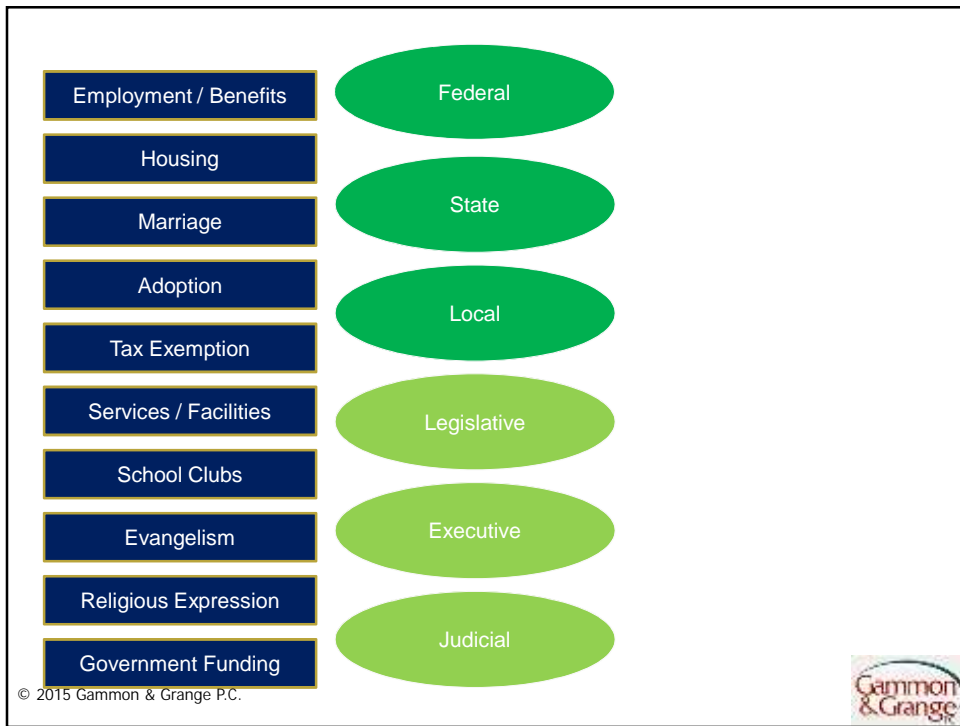 Employment / Benefits
Housing
Marriage
Adoption
Tax Exemption
Services / Facilities
School Clubs
Evangelism
Religious Expression
Government Funding
Federal
State
Local
Legislative
Executive
Judicial
© 2015 Gammon & Grange P.C.
Gammon
& Grange